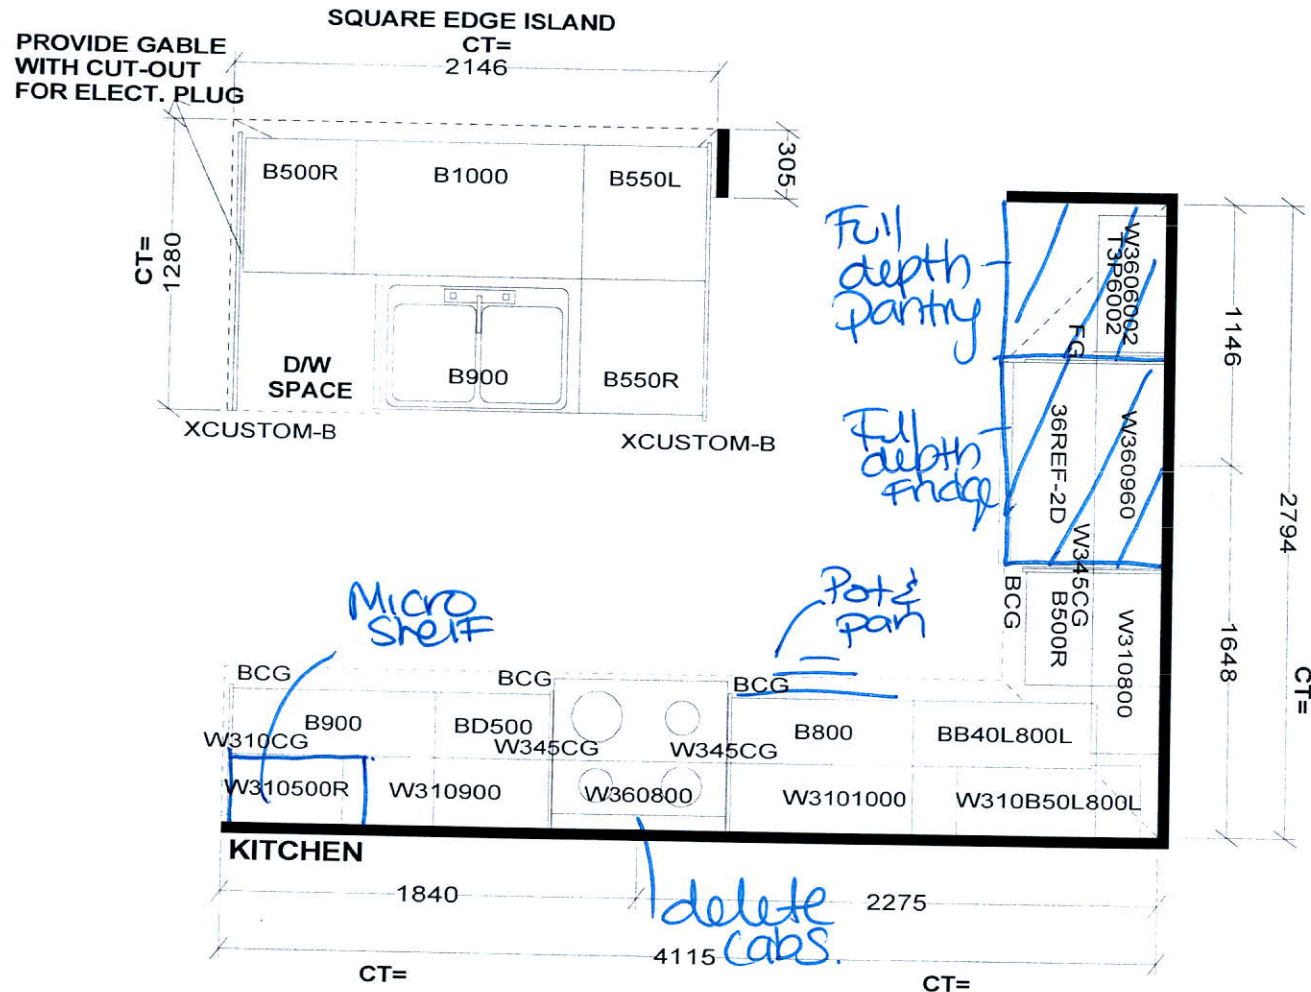 SQUARE EDGE ISLAND
CT=
2146
PROVIDE GABLE
WITH CUT-OUT
FOR ELECT. PLUG
305
B500R
B1000
B550L
CT=
1280
D/W
SPACE
B900
B550R
XCUSTOM-B
XCUSTOM-B
Full
depth
pantry
W3606002
T3P6002
FG
1146
Full
depth
Fridge
36REF-2D
W360960
2794
W345CG
BCG
B500R
W310800
1648
CT=
Micro
Shelf
Pot &
pan
BCG
BCG
BCG
B900
BD500
B800
BB40L800L
W310CG
W345CG
W345CG
W310500R
W310900
W360800
W3101000
W310B50L800L
KITCHEN
1840
2275
delete
cabs.
4115
CT=
CT=